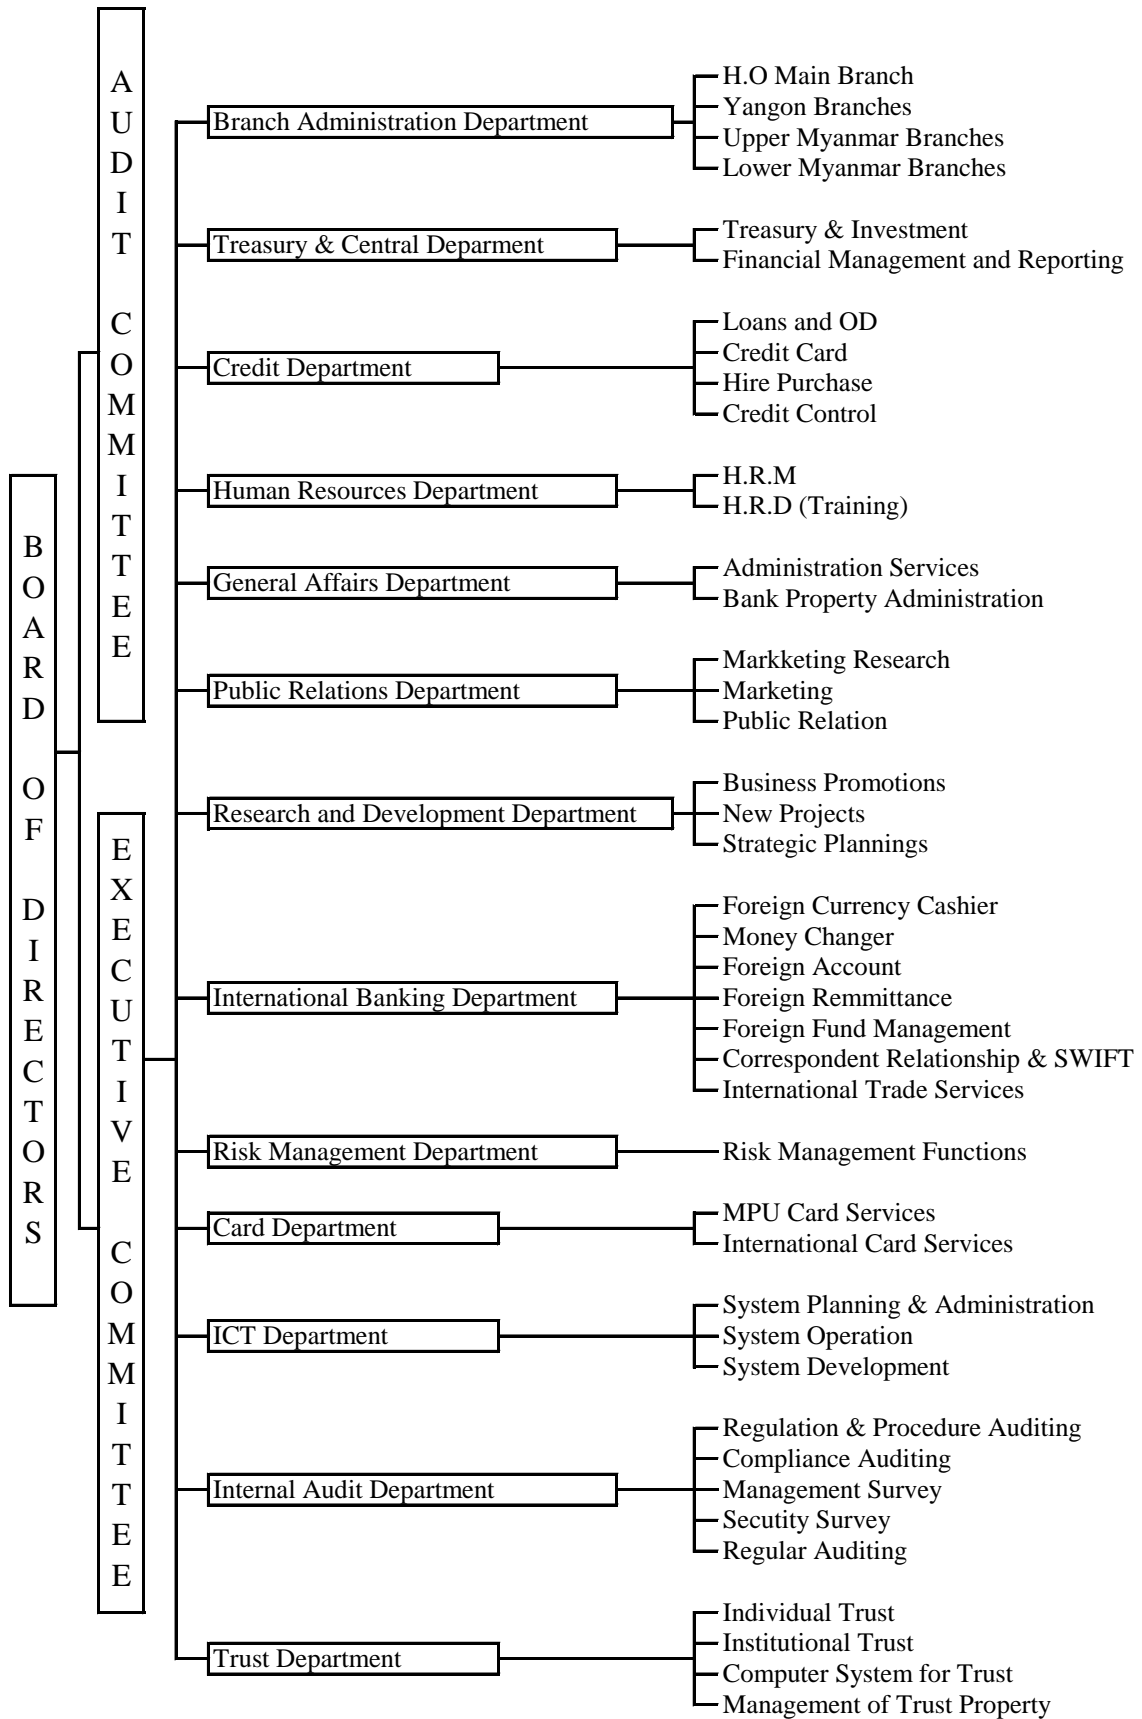 BOARD OF DIRECTORS
AUDIT COMMITTEE
EXECUTIVE COMMITTEE
Branch Administration Department
H.O Main Branch
Yangon Branches
Upper Myanmar Branches
Lower Myanmar Branches
Treasury & Central Deparment
Treasury & Investment
Financial Management and Reporting
Credit Department
Loans and OD
Credit Card
Hire Purchase
Credit Control
Human Resources Department
H.R.M
H.R.D (Training)
General Affairs Department
Administration Services
Bank Property Administration
Public Relations Department
Markketing Research
Marketing
Public Relation
Research and Development Department
Business Promotions
New Projects
Strategic Plannings
International Banking Department
Foreign Currency Cashier
Money Changer
Foreign Account
Foreign Remmittance
Foreign Fund Management
Correspondent Relationship & SWIFT
International Trade Services
Risk Management Department
Risk Management Functions
Card Department
MPU Card Services
International Card Services
ICT Department
System Planning & Administration
System Operation
System Development
Internal Audit Department
Regulation & Procedure Auditing
Compliance Auditing
Management Survey
Secutity Survey
Regular Auditing
Trust Department
Individual Trust
Institutional Trust
Computer System for Trust
Management of Trust Property